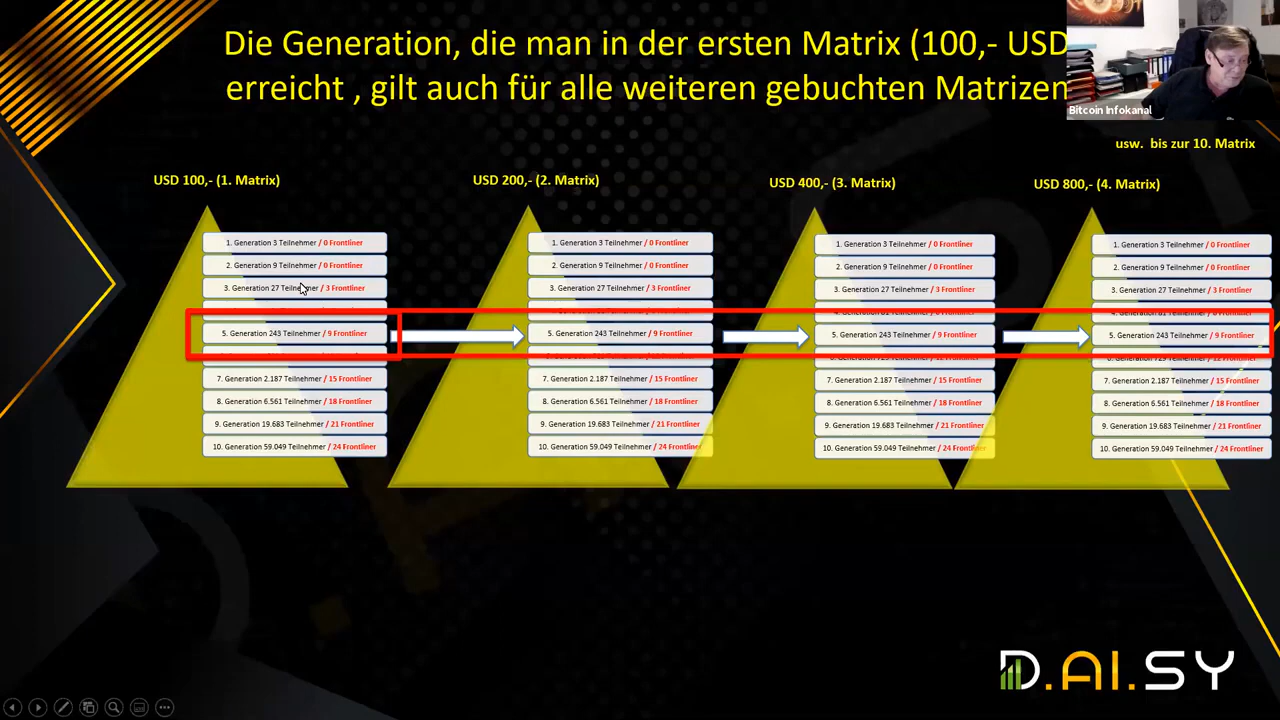 Die Generation, die man in der ersten Matrix (100,- USD
erreicht , gilt auch für alle weiteren gebuchten Matrizen
Bitcoin Infokanal
usw. bis zur 10. Matrix
USD 100,- (1. Matrix)
1. Generation 3 Teilnehmer / 0 Frontliner
2. Generation 9 Teilnehmer / 0 Frontliner
3. Generation 27 Teilnehmer / 3 Frontliner
5. Generation 243 Teilnehmer / 9 Frontliner
7. Generation 2.187 Teilnehmer / 15 Frontliner
8. Generation 6.561 Teilnehmer / 18 Frontliner
9. Generation 19.683 Teilnehmer / 21 Frontliner
10. Generation 59.049 Teilnehmer / 24 Frontliner
USD 200,- (2. Matrix)
1. Generation 3 Teilnehmer / 0 Frontliner
2. Generation 9 Teilnehmer / 0 Frontliner
3. Generation 27 Teilnehmer / 3 Frontliner
5. Generation 243 Teilnehmer / 9 Frontliner
7. Generation 2.187 Teilnehmer / 15 Frontliner
8. Generation 6.561 Teilnehmer / 18 Frontliner
9. Generation 19.683 Teilnehmer / 21 Frontliner
10. Generation 59.049 Teilnehmer / 24 Frontliner
USD 400,- (3. Matrix)
1. Generation 3 Teilnehmer / 0 Frontliner
2. Generation 9 Teilnehmer / 0 Frontliner
3. Generation 27 Teilnehmer / 3 Frontliner
5. Generation 243 Teilnehmer / 9 Frontliner
7. Generation 2.187 Teilnehmer / 15 Frontliner
8. Generation 6.561 Teilnehmer / 18 Frontliner
9. Generation 19.683 Teilnehmer / 21 Frontliner
10. Generation 59.049 Teilnehmer / 24 Frontliner
USD 800,- (4. Matrix)
1. Generation 3 Teilnehmer / 0 Frontliner
2. Generation 9 Teilnehmer / 0 Frontliner
3. Generation 27 Teilnehmer / 3 Frontliner
5. Generation 243 Teilnehmer / 9 Frontliner
7. Generation 2.187 Teilnehmer / 15 Frontliner
8. Generation 6.561 Teilnehmer / 18 Frontliner
9. Generation 19.683 Teilnehmer / 21 Frontliner
10. Generation 59.049 Teilnehmer / 24 Frontliner
D.AI.SY